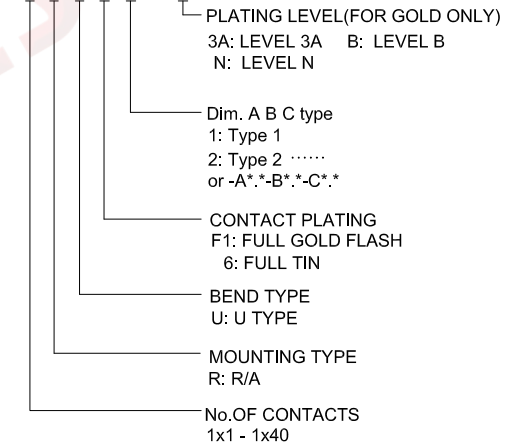 PLATING LEVEL(FOR GOLD ONLY)
3A: LEVEL 3A B: LEVEL B
N: LEVEL N
Dim. A B C type
1: Type 1
2: Type 2 ······
or -A*.*-B*.*-C*.*
CONTACT PLATING
F1: FULL GOLD FLASH
6: FULL TIN
BEND TYPE
U: U TYPE
MOUNTING TYPE
R: R/A
No.OF CONTACTS
1x1 - 1x40